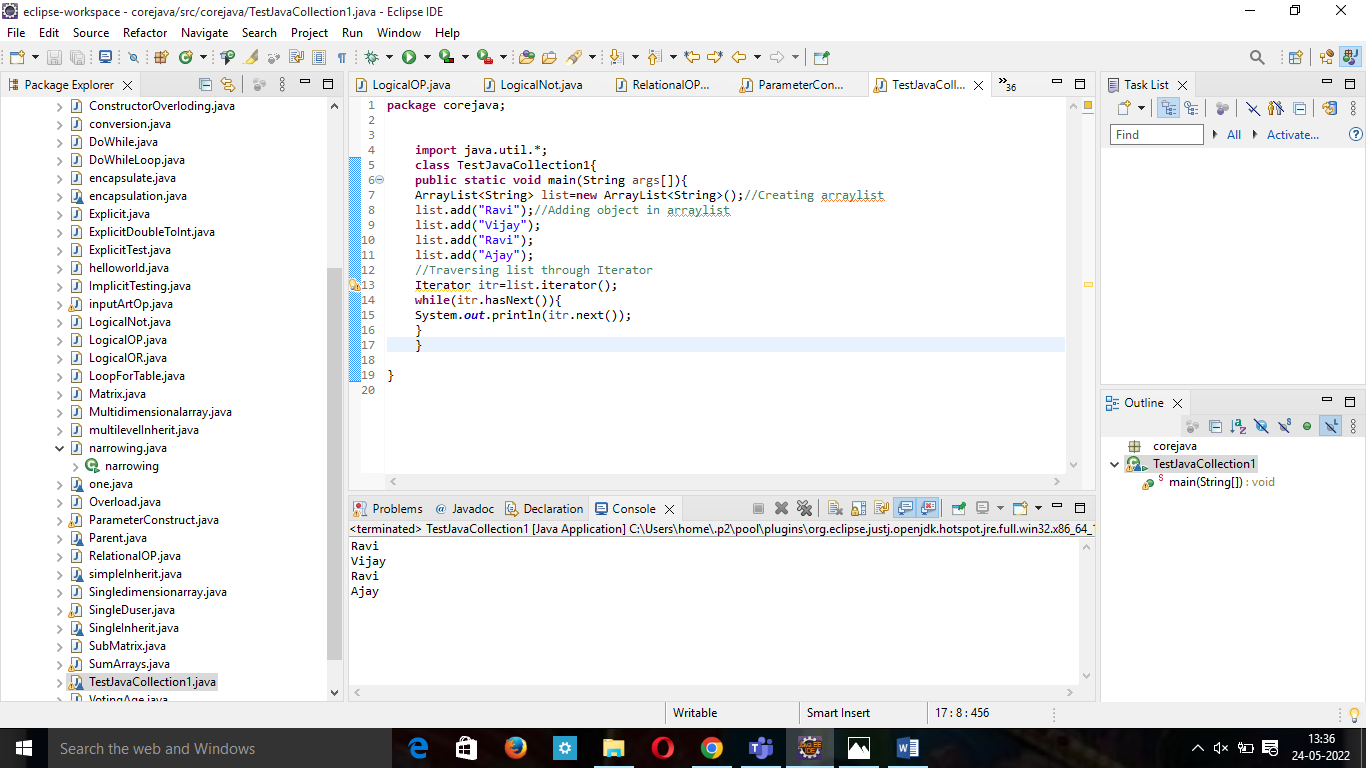 eclipse-workspace - corejava/src/corejava/TestJavaCollection1.java - Eclipse IDE
File Edit Source Refactor Navigate Search Project Run Window Help
Package Explorer
ConstructorOverloding.java
conversion.java
DoWhile.java
DoWhileLoop.java
encapsulate.java
encapsulation.java
Explicit.java
ExplicitDoubleToInt.java
ExplicitTest.java
helloworld.java
ImplicitTesting.java
inputArtOp.java
LogicalNot.java
LogicalOP.java
LogicalOR.java
LoopForTable.java
Matrix.java
Multidimensionalarray.java
multilevelInherit.java
narrowing.java
narrowing
one.java
Overload.java
ParameterConstruct.java
Parent.java
RelationalOP.java
simpleInherit.java
Singledimensionarray.java
SingleDuser.java
SingleInherit.java
SubMatrix.java
SumArrays.java
TestJavaCollection1.java
VotingAge.java
LogicalOP.java LogicalNot.java RelationalOP... ParameterCon... TestJavaColl... 36
1 package corejava;
2
3
4 import java.util.*;
5 class TestJavaCollection1{
6 public static void main(String args[]){
7 ArrayList<String> list=new ArrayList<String>();//Creating arraylist
8 list.add("Ravi");//Adding object in arraylist
9 list.add("Vijay");
10 list.add("Ravi");
11 list.add("Ajay");
12 //Traversing list through Iterator
13 Iterator itr=list.iterator();
14 while(itr.hasNext()){
15 System.out.println(itr.next());
16 }
17 }
18
19 }
20
Problems Javadoc Declaration Console
<terminated> TestJavaCollection1 [Java Application] C:\Users\home\.p2\pool\plugins\org.eclipse.justj.openjdk.hotspot.jre.full.win32.x86_64_
Ravi
Vijay
Ravi
Ajay
Task List
Find All Activate...
Outline
corejava
TestJavaCollection1
main(String[]) : void
Writable Smart Insert 17 : 8 : 456
Search the web and Windows
13:36
24-05-2022